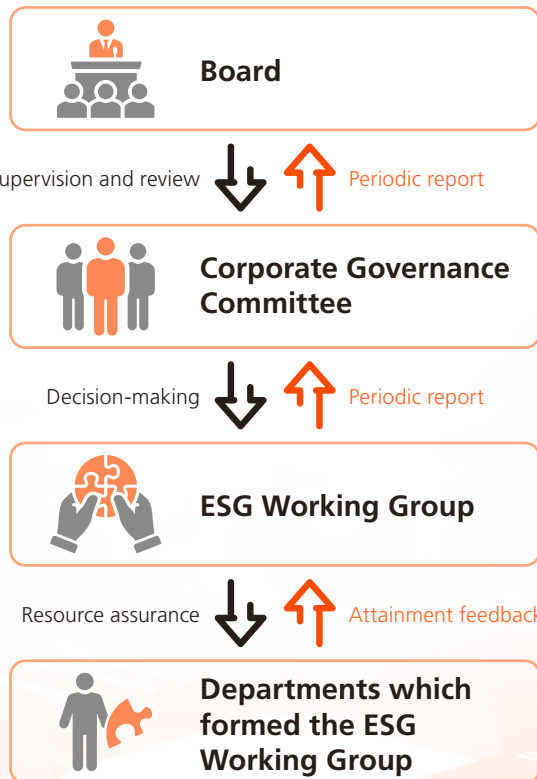 Board
upervision and review
Periodic report
Corporate Governance
Committee
Decision-making
Periodic report
ESG Working Group
Resource assurance
Attainment feedback
Departments which
formed the ESG
Working Group